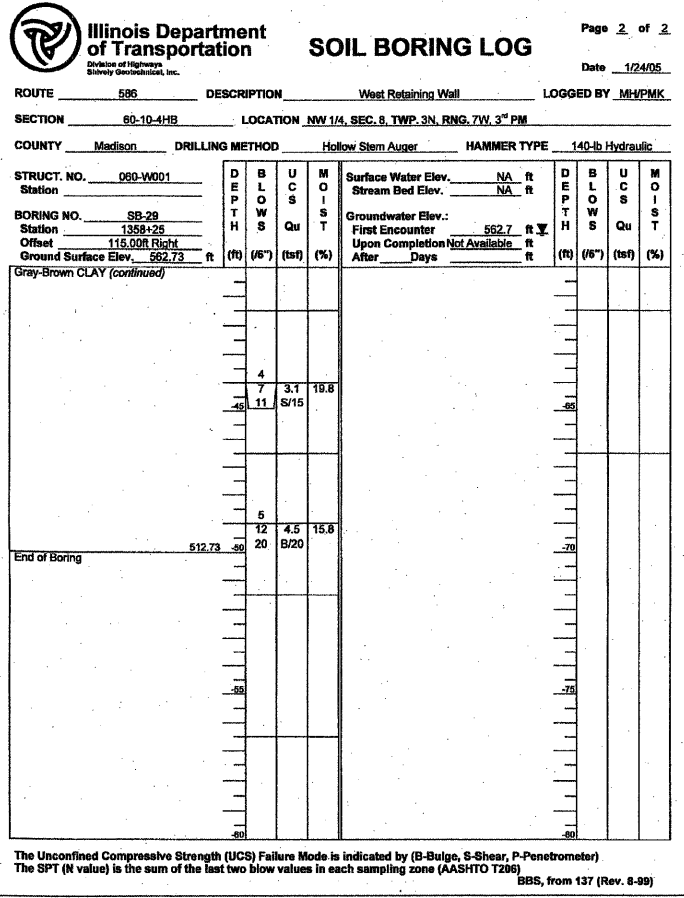 Illinois Department
of Transportation
Division of Highways
Shively Geotechnical, Inc.
SOIL BORING LOG
Page 2 of 2
Date 1/24/05
ROUTE 586 DESCRIPTION West Retaining Wall LOGGED BY MH/PMK
SECTION 60-10-4HB LOCATION NW 1/4, SEC. 8, TWP. 3N, RNG. 7W, 3rd PM
COUNTY Madison DRILLING METHOD Hollow Stem Auger HAMMER TYPE 140-lb Hydraulic
STRUCT. NO. 060-W001
Station
BORING NO. SB-29
Station 1358+25
Offset 115.00ft Right
Ground Surface Elev. 562.73 ft
DEPTH (ft)
BLOWS (/6")
UCS Qu (tsf)
MOIST (%)
Surface Water Elev. NA ft
Stream Bed Elev. NA ft
Groundwater Elev.:
First Encounter 562.7 ft ▼
Upon Completion Not Available ft
After Days ft
DEPTH (ft)
BLOWS (/6")
UCS Qu (tsf)
MOIST (%)
Gray-Brown CLAY (continued)
4
7 3.1 19.8
-45 11 S/15
-65
5
12 4.5 15.8
512.73 -50 20 B/20
-70
End of Boring
-55
-75
-60
-80
The Unconfined Compressive Strength (UCS) Failure Mode is indicated by (B-Bulge, S-Shear, P-Penetrometer)
The SPT (N value) is the sum of the last two blow values in each sampling zone (AASHTO T206)
BBS, from 137 (Rev. 8-99)